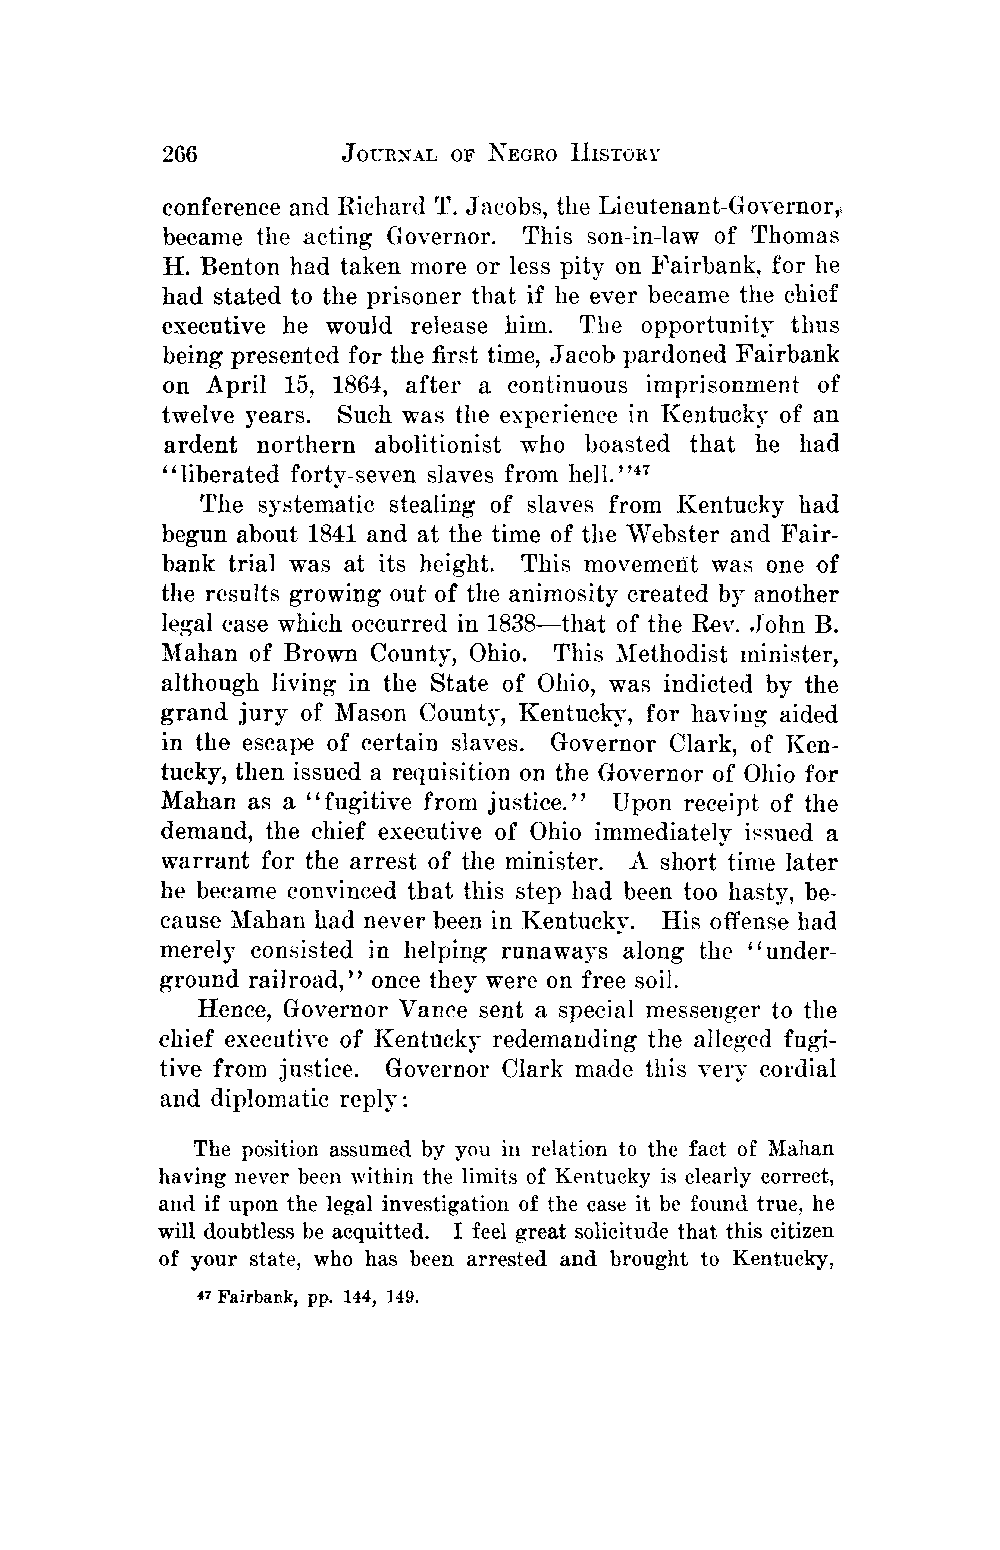 266 JOURNAL OF NEGRO HISTORY
conference and Richard T. Jacobs, the Lieutenant-Governor,
became the acting Governor. This son-in-law of Thomas
H. Benton had taken more or less pity on Fairbank, for he
had stated to the prisoner that if he ever became the chief
executive he would release him. The opportunity thus
being presented for the first time, Jacob pardoned Fairbank
on April 15, 1864, after a continuous imprisonment of
twelve years. Such was the experience in Kentucky of an
ardent northern abolitionist who boasted that he had
‘‘liberated forty-seven slaves from hell.’’⁴⁷
The systematic stealing of slaves from Kentucky had
begun about 1841 and at the time of the Webster and Fair-
bank trial was at its height. This movement was one of
the results growing out of the animosity created by another
legal case which occurred in 1838—that of the Rev. John B.
Mahan of Brown County, Ohio. This Methodist minister,
although living in the State of Ohio, was indicted by the
grand jury of Mason County, Kentucky, for having aided
in the escape of certain slaves. Governor Clark, of Ken-
tucky, then issued a requisition on the Governor of Ohio for
Mahan as a ‘‘fugitive from justice.’’ Upon receipt of the
demand, the chief executive of Ohio immediately issued a
warrant for the arrest of the minister. A short time later
he became convinced that this step had been too hasty, be-
cause Mahan had never been in Kentucky. His offense had
merely consisted in helping runaways along the ‘‘under-
ground railroad,’’ once they were on free soil.
Hence, Governor Vance sent a special messenger to the
chief executive of Kentucky redemanding the alleged fugi-
tive from justice. Governor Clark made this very cordial
and diplomatic reply:
The position assumed by you in relation to the fact of Mahan
having never been within the limits of Kentucky is clearly correct,
and if upon the legal investigation of the case it be found true, he
will doubtless be acquitted. I feel great solicitude that this citizen
of your state, who has been arrested and brought to Kentucky,
⁴⁷ Fairbank, pp. 144, 149.